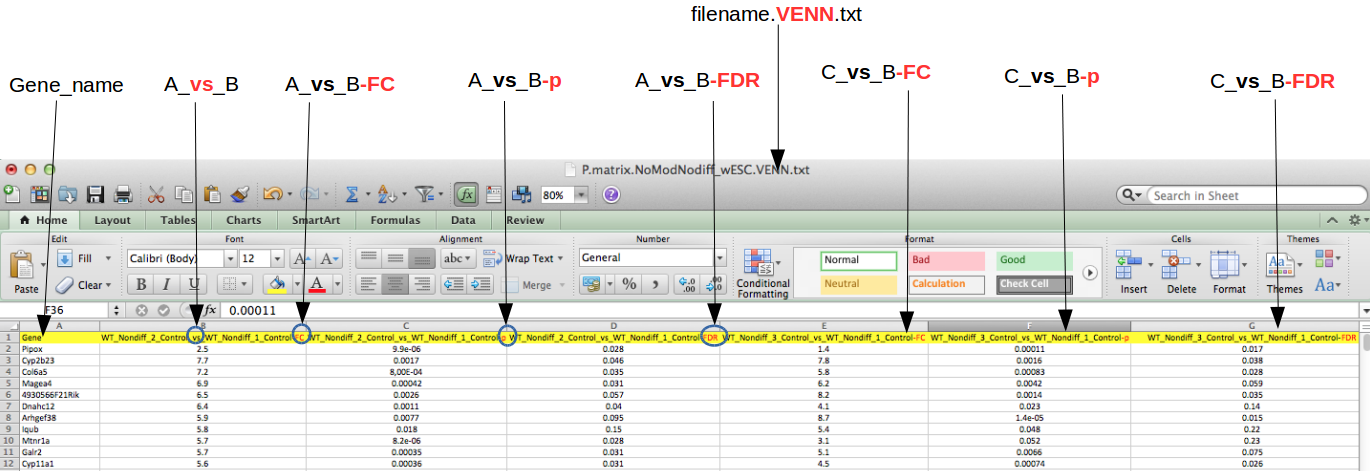 filename.VENN.txt
Gene_name A_vs_B A_vs_B-FC A_vs_B-p A_vs_B-FDR C_vs_B-FC C_vs_B-p C_vs_B-FDR
P.matrix.NoModNodiff_wESC.VENN.txt
80% Search in Sheet
Home Layout Tables Charts SmartArt Formulas Data Review
Edit Font Alignment Number Format Cells Themes
Fill Calibri (Body) 12 A A abc Wrap Text General Normal Bad Good
Paste Clear B I U A Merge % , Conditional Formatting Neutral Calculation Check Cell Insert Delete Format Themes Aa
F36 fx 0.00011
A B C D E F G
1 Gene WT_Nondiff_2_Control_vs_WT_Nondiff_1_Control-FC WT_Nondiff_2_Control_vs_WT_Nondiff_1_Control-p WT_Nondiff_2_Control_vs_WT_Nondiff_1_Control-FDR WT_Nondiff_3_Control_vs_WT_Nondiff_1_Control-FC WT_Nondiff_3_Control_vs_WT_Nondiff_1_Control-p WT_Nondiff_3_Control_vs_WT_Nondiff_1_Control-FDR
2 Pipox 2.5 9.9e-06 0.028 1.4 0.00011 0.017
3 Cyp2b23 7.7 0.0017 0.046 7.8 0.0016 0.038
4 Col6a5 7.2 8,00E-04 0.035 5.8 0.00083 0.028
5 Magea4 6.9 0.00042 0.031 6.2 0.0042 0.059
6 4930566F21Rik 6.5 0.0026 0.057 8.2 0.0014 0.035
7 Dnahc12 6.4 0.0011 0.04 4.1 0.023 0.14
8 Arhgef38 5.9 0.0077 0.095 8.7 1.4e-05 0.015
9 Iqub 5.8 0.018 0.15 5.4 0.048 0.22
10 Mtnr1a 5.7 8.2e-06 0.028 3.1 0.052 0.23
11 Galr2 5.7 0.00035 0.031 5.1 0.0066 0.075
12 Cyp11a1 5.6 0.00036 0.031 4.5 0.00074 0.026